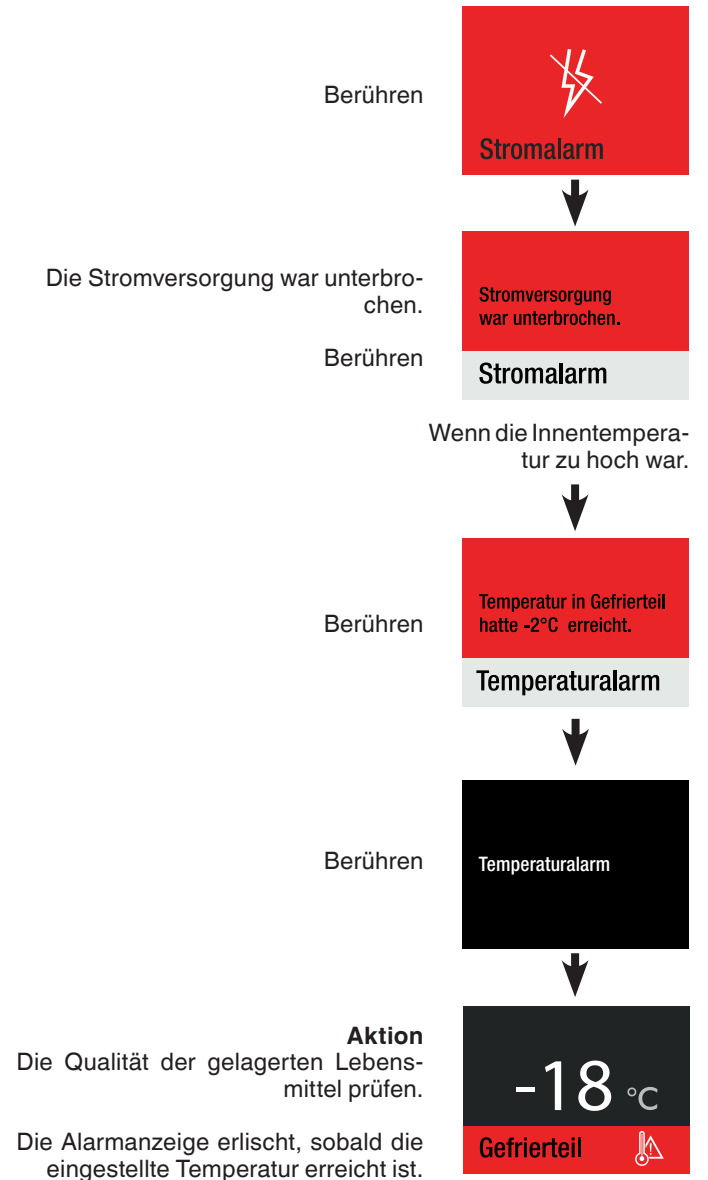 Berühren
Stromalarm
Die Stromversorgung war unterbro-
chen.
Stromversorgung
war unterbrochen.
Berühren
Stromalarm
Wenn die Innentempera-
tur zu hoch war.
Berühren
Temperatur in Gefrierteil
hatte -2°C erreicht.
Temperaturalarm
Berühren
Temperaturalarm
Aktion
Die Qualität der gelagerten Lebens-
mittel prüfen.
-18 °C
Die Alarmanzeige erlischt, sobald die
eingestellte Temperatur erreicht ist.
Gefrierteil